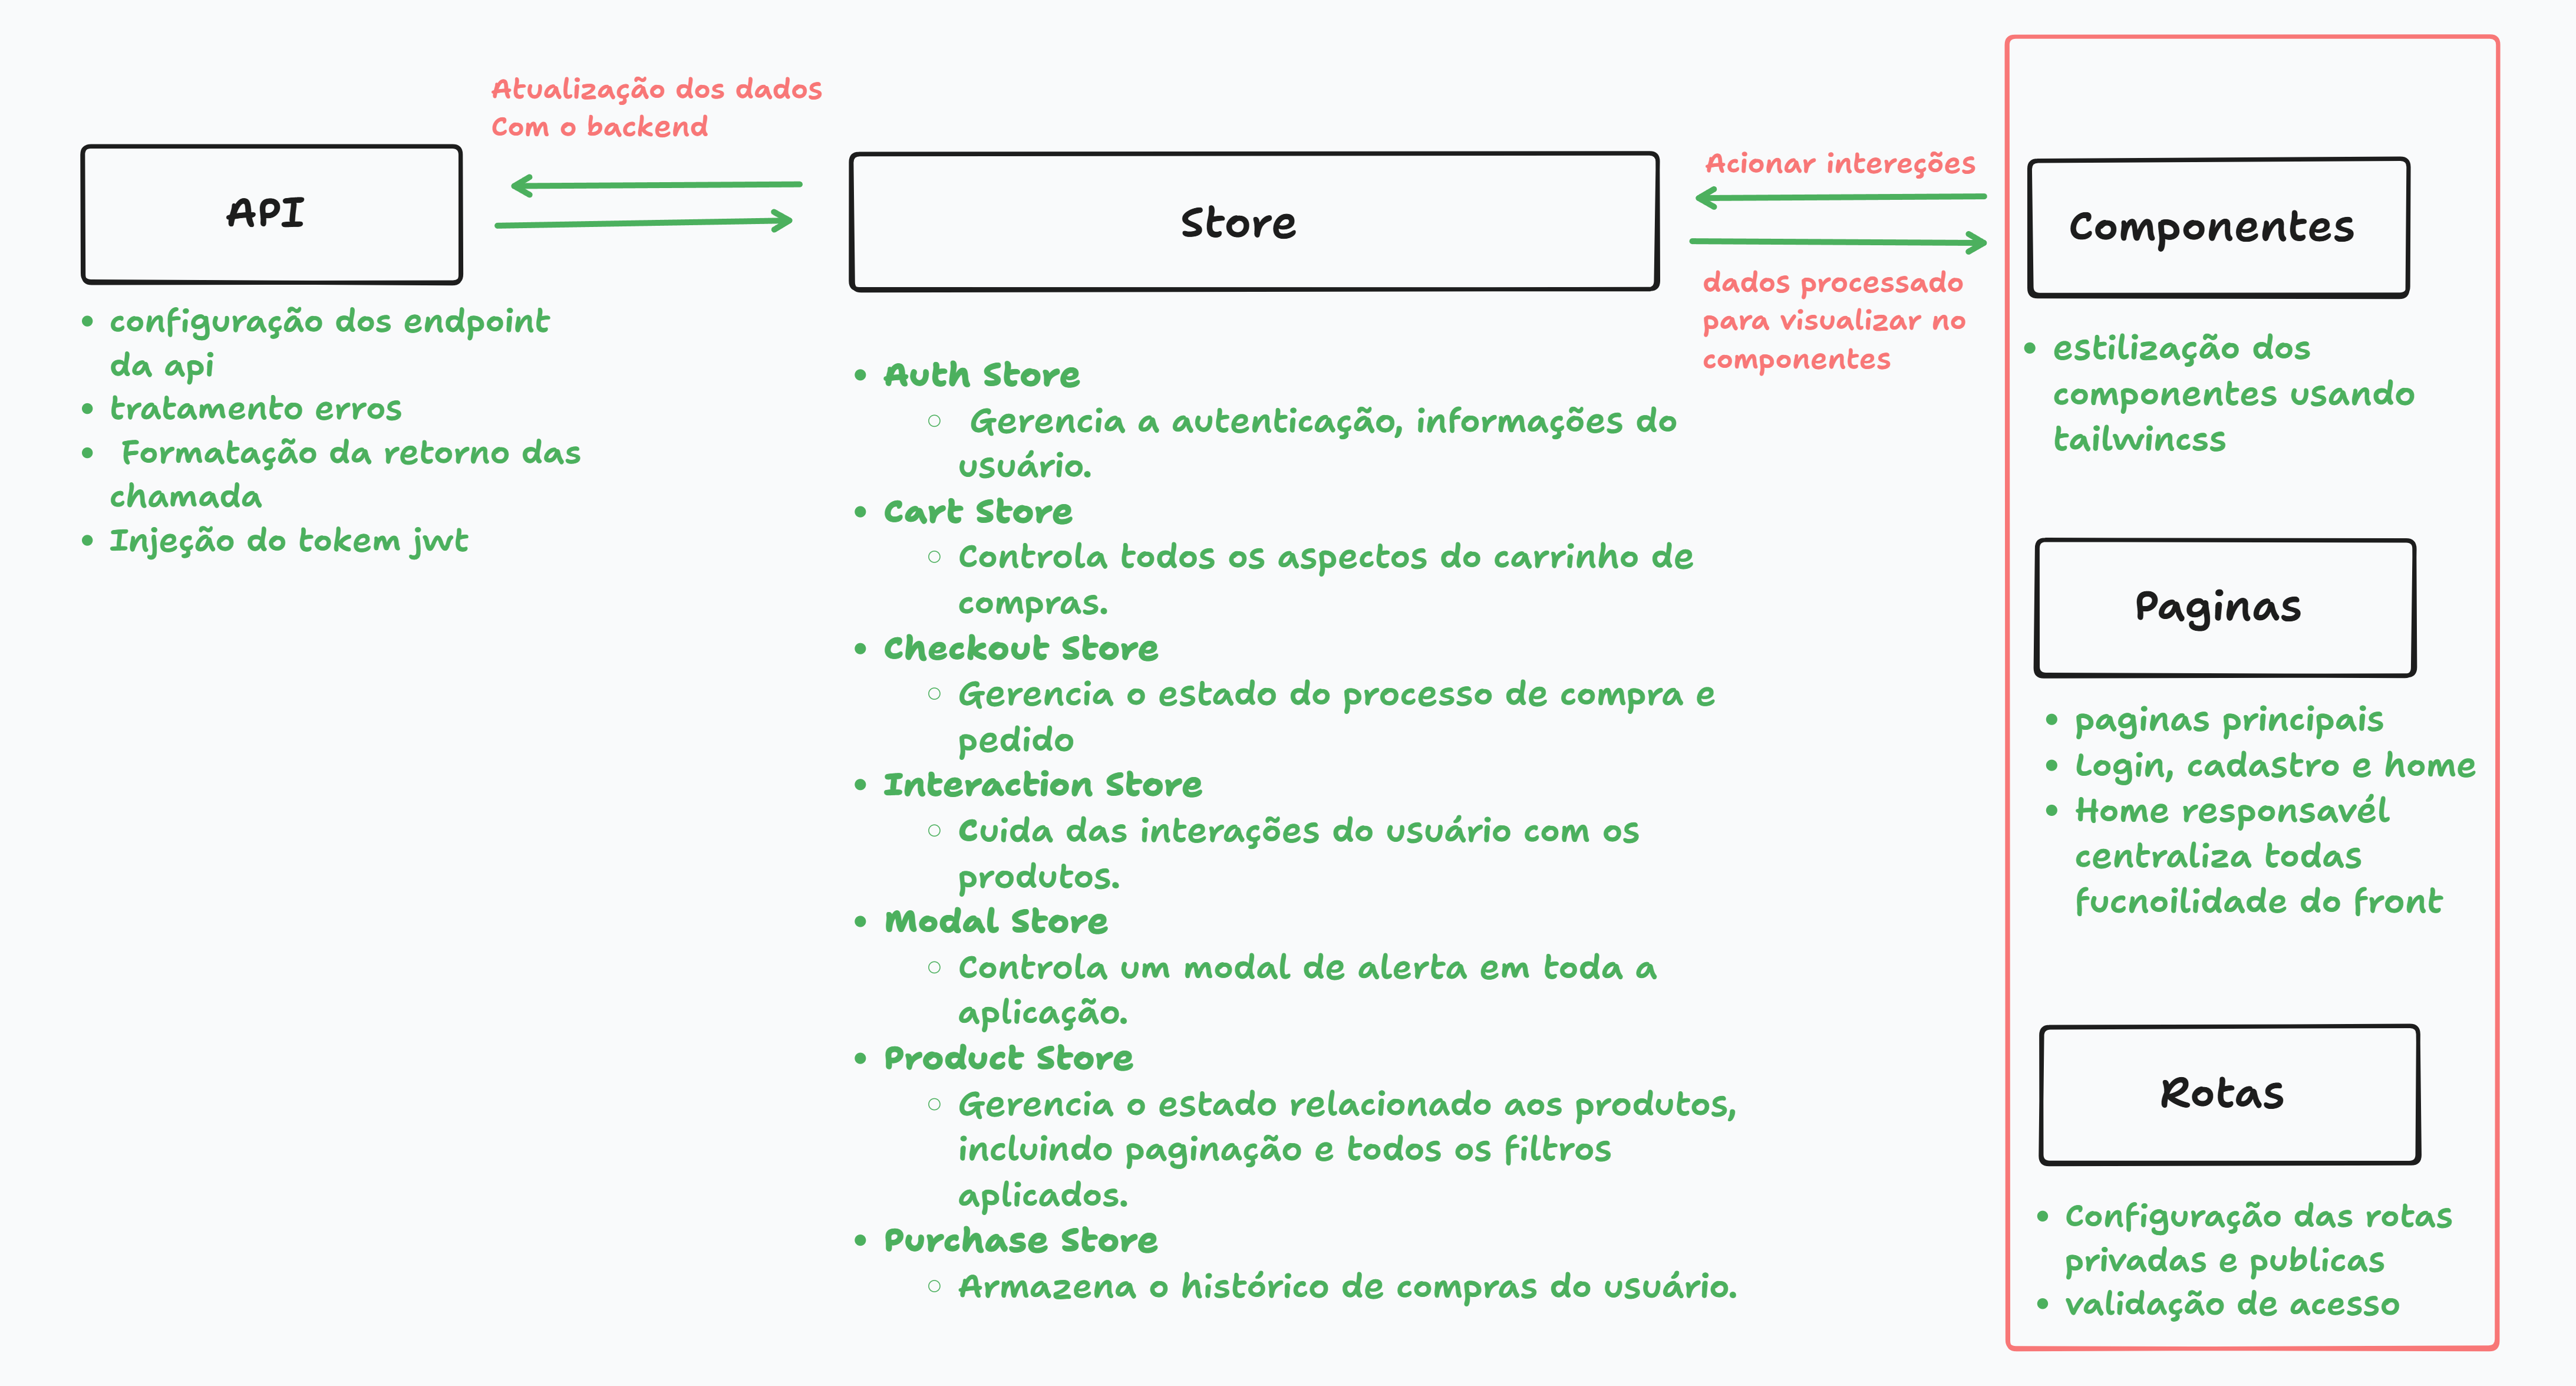 Atualização dos dados
Com o backend
API
configuração dos endpoint
da api
tratamento erros
Formatação da retorno das
chamada
Injeção do tokem jwt
Store
Auth Store
Gerencia a autenticação, informações do
usuário.
Cart Store
Controla todos os aspectos do carrinho de
compras.
Checkout Store
Gerencia o estado do processo de compra e
pedido
Interaction Store
Cuida das interações do usuário com os
produtos.
Modal Store
Controla um modal de alerta em toda a
aplicação.
Product Store
Gerencia o estado relacionado aos produtos,
incluindo paginação e todos os filtros
aplicados.
Purchase Store
Armazena o histórico de compras do usuário.
Acionar intereções
dados processado
para visualizar no
componentes
Componentes
estilização dos
componentes usando
tailwincss
Paginas
paginas principais
Login, cadastro e home
Home responsavél
centraliza todas
fucnoilidade do front
Rotas
Configuração das rotas
privadas e publicas
validação de acesso